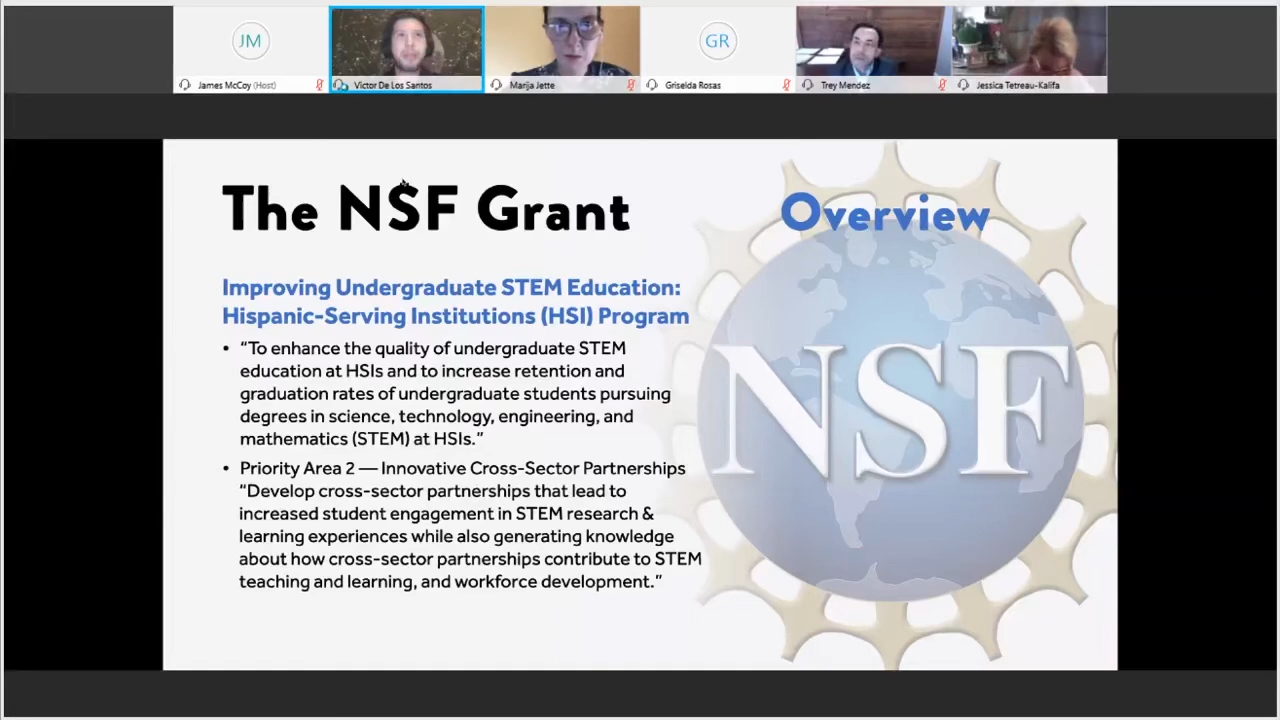 JM
GR
James McCoy (Host)
Victor De Los Santos
Marija Jette
Griselda Rosas
Trey Mendez
Jessica Tetreau-Kalifa
The NSF Grant
Overview
Improving Undergraduate STEM Education:
Hispanic-Serving Institutions (HSI) Program
• “To enhance the quality of undergraduate STEM
education at HSIs and to increase retention and
graduation rates of undergraduate students pursuing
degrees in science, technology, engineering, and
mathematics (STEM) at HSIs.”
• Priority Area 2 — Innovative Cross-Sector Partnerships
“Develop cross-sector partnerships that lead to
increased student engagement in STEM research &
learning experiences while also generating knowledge
about how cross-sector partnerships contribute to STEM
teaching and learning, and workforce development.”
NSF